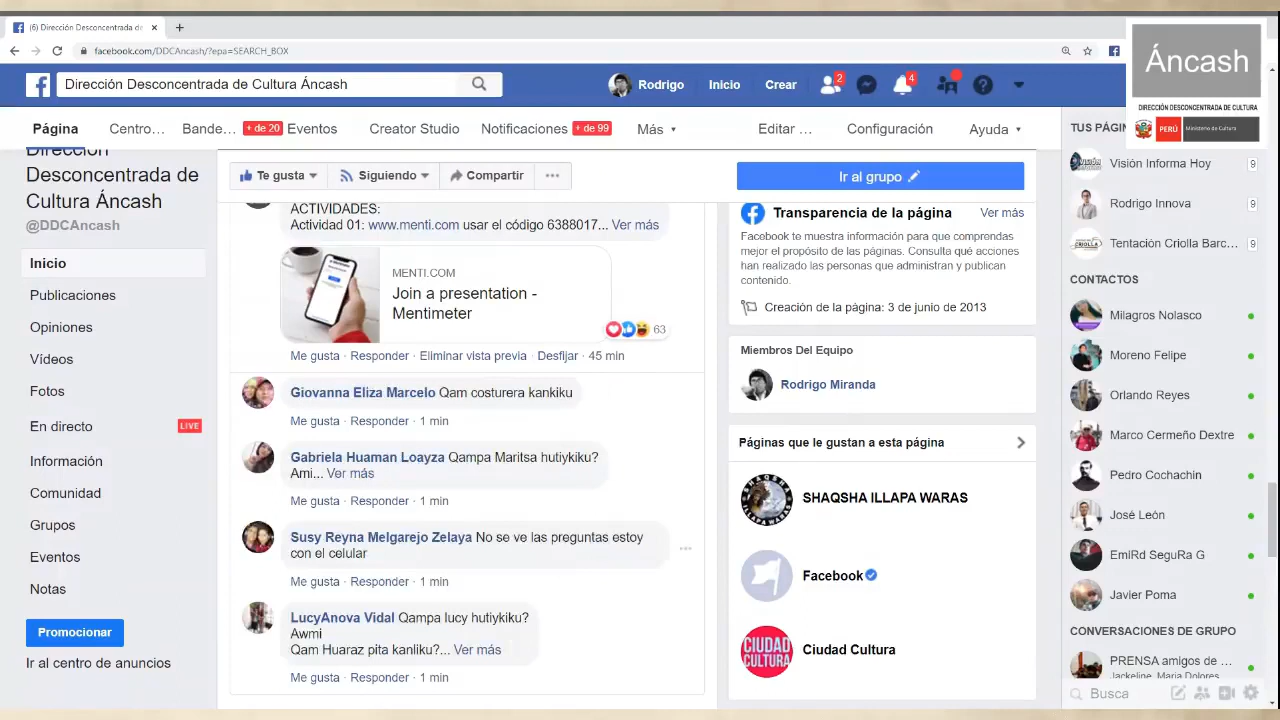 (6) Dirección Desconcentrada de
facebook.com/DDCAncash/?epa=SEARCH_BOX
Áncash
DIRECCIÓN DESCONCENTRADA DE CULTURA
PERÚ
Ministerio de Cultura
Dirección Desconcentrada de Cultura Áncash
Rodrigo
Inicio
Crear
2
4
Página
Centro…
Bande…
+ de 20
Eventos
Creator Studio
Notificaciones
+ de 99
Más
Editar …
Configuración
Ayuda
Dirección
Desconcentrada de
Cultura Áncash
@DDCAncash
Inicio
Publicaciones
Opiniones
Vídeos
Fotos
En directo
LIVE
Información
Comunidad
Grupos
Eventos
Notas
Promocionar
Ir al centro de anuncios
Te gusta
Siguiendo
Compartir
Ir al grupo
ACTIVIDADES:
Actividad 01: www.menti.com usar el código 6388017... Ver más
MENTI.COM
Join a presentation -
Mentimeter
63
Me gusta · Responder · Eliminar vista previa · Desfijar · 45 min
Giovanna Eliza Marcelo Qam costurera kankiku
Me gusta · Responder · 1 min
Gabriela Huaman Loayza Qampa Maritsa hutiykiku?
Ami... Ver más
Me gusta · Responder · 1 min
Susy Reyna Melgarejo Zelaya No se ve las preguntas estoy
con el celular
Me gusta · Responder · 1 min
LucyAnova Vidal Qampa lucy hutiykiku?
Awmi
Qam Huaraz pita kanliku?... Ver más
Me gusta · Responder · 1 min
Transparencia de la página
Ver más
Facebook te muestra información para que comprendas
mejor el propósito de las páginas. Consulta qué acciones
han realizado las personas que administran y publican
contenido.
Creación de la página: 3 de junio de 2013
Miembros Del Equipo
Rodrigo Miranda
Páginas que le gustan a esta página
SHAQSHA ILLAPA WARAS
Facebook
CIUDAD
CULTURA
Ciudad Cultura
TUS PÁGIN
Visión Informa Hoy
9
Rodrigo Innova
9
Tentación Criolla Barc...
9
CONTACTOS
Milagros Nolasco
Moreno Felipe
Orlando Reyes
Marco Cermeño Dextre
Pedro Cochachin
José León
EmiRd SeguRa G
Javier Poma
CONVERSACIONES DE GRUPO
PRENSA amigos de ...
Jackeline, Maria Dolores,
Busca